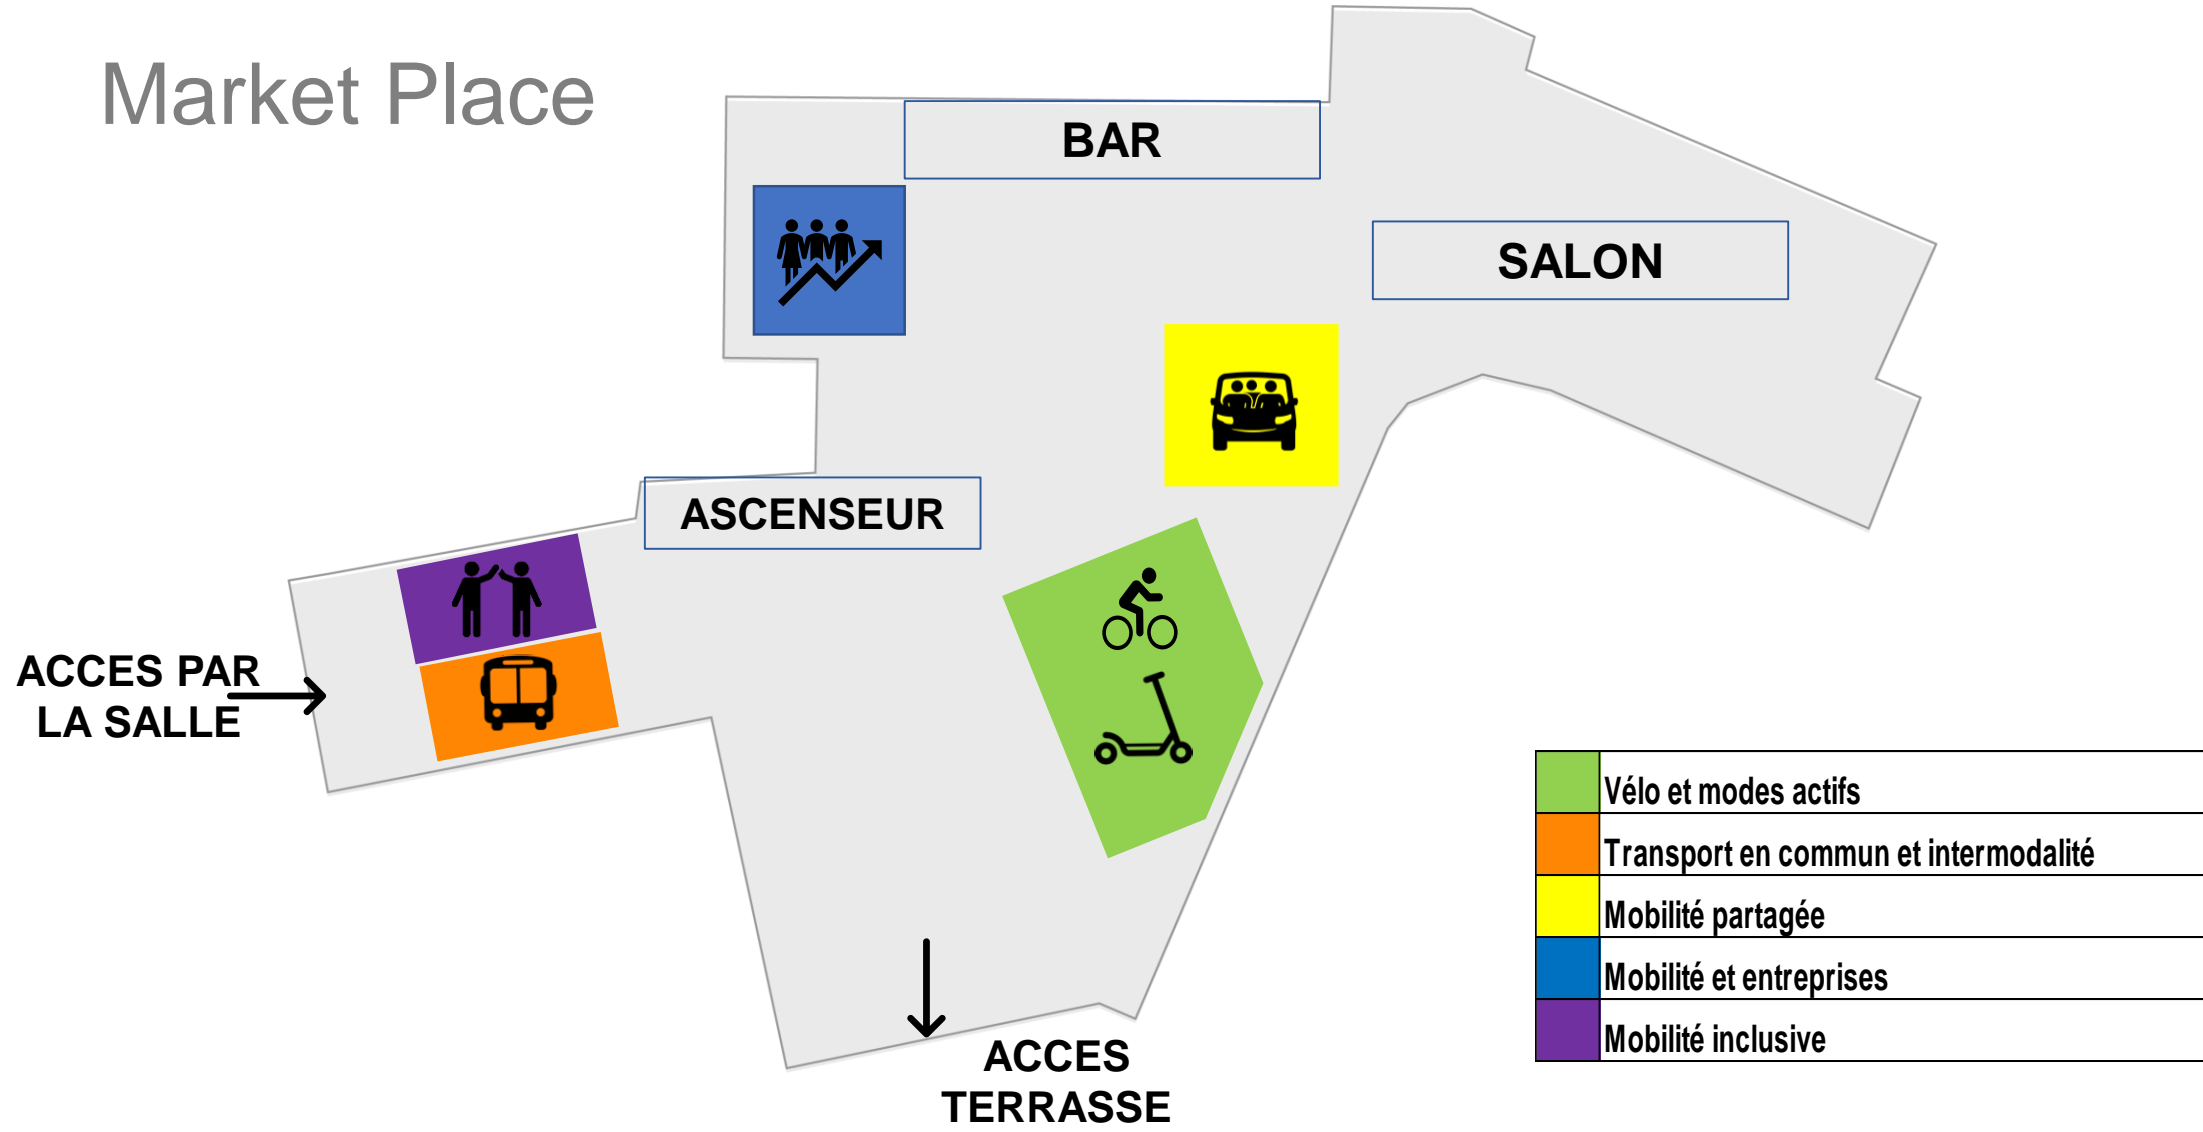 Market Place
BAR
SALON
ASCENSEUR
ACCES PAR
LA SALLE
ACCES
TERRASSE
Vélo et modes actifs
Transport en commun et intermodalité
Mobilité partagée
Mobilité et entreprises
Mobilité inclusive